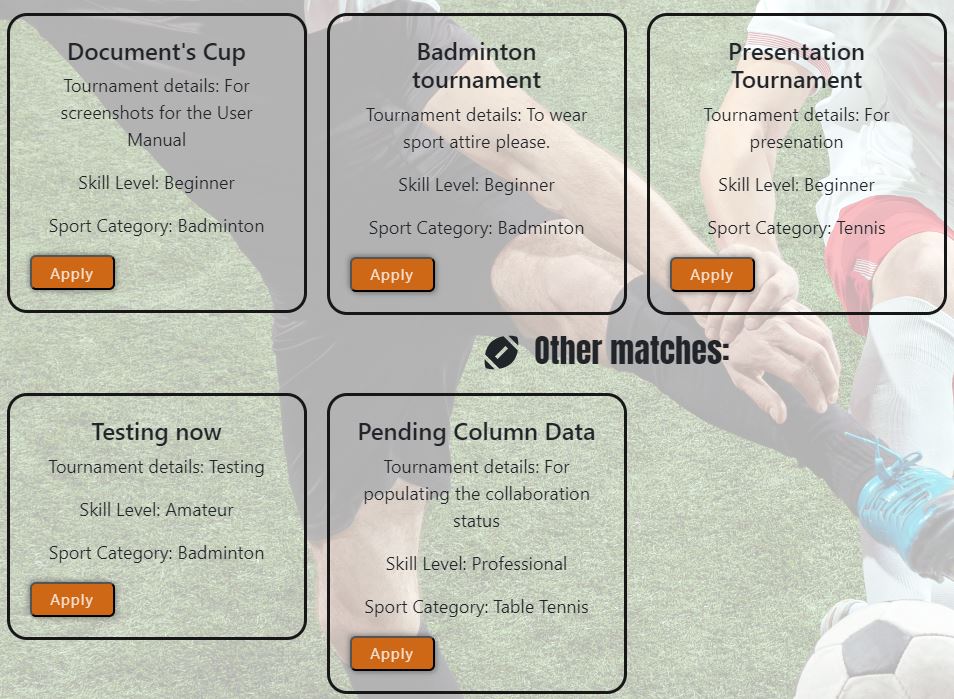 Document's Cup
Tournament details: For
screenshots for the User
Manual
Skill Level: Beginner
Sport Category: Badminton
Apply
Badminton
tournament
Tournament details: To wear
sport attire please.
Skill Level: Beginner
Sport Category: Badminton
Apply
Presentation
Tournament
Tournament details: For
presenation
Skill Level: Beginner
Sport Category: Tennis
Apply
Other matches:
Testing now
Tournament details: Testing
Skill Level: Amateur
Sport Category: Badminton
Apply
Pending Column Data
Tournament details: For
populating the collaboration
status
Skill Level: Professional
Sport Category: Table Tennis
Apply